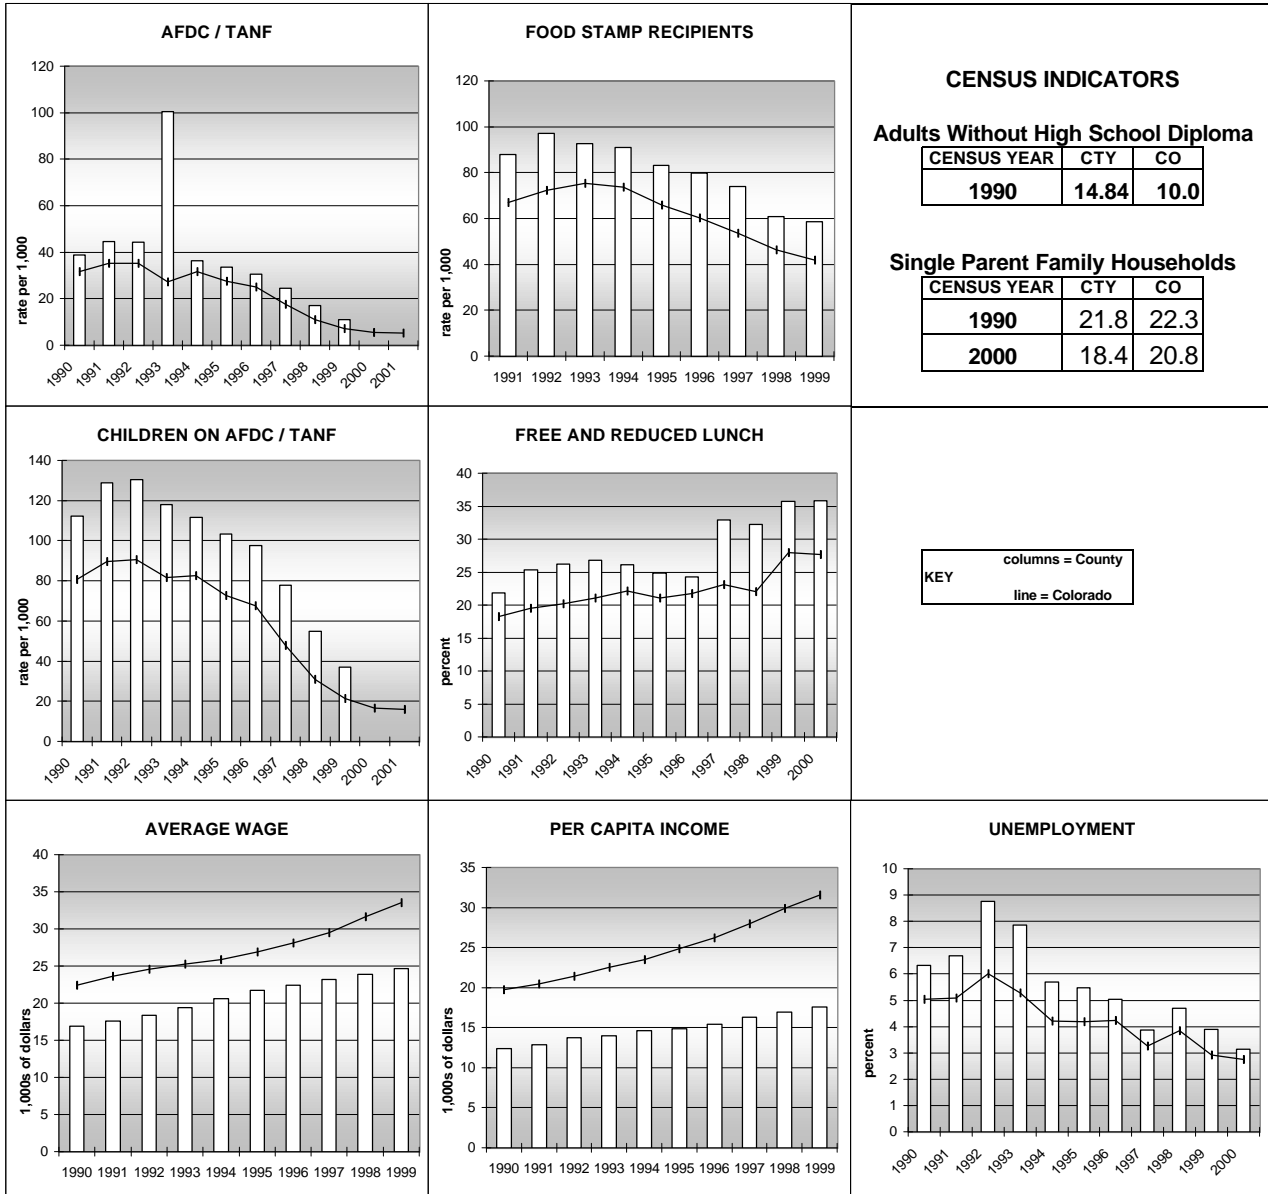 AFDC / TANF
120
100
80
60
40
20
0
rate per 1,000
1990 1991 1992 1993 1994 1995 1996 1997 1998 1999 2000 2001
FOOD STAMP RECIPIENTS
120
100
80
60
40
20
0
rate per 1,000
1991 1992 1993 1994 1995 1996 1997 1998 1999
CENSUS INDICATORS
Adults Without High School Diploma
CENSUS YEAR CTY CO
1990 14.84 10.0
Single Parent Family Households
CENSUS YEAR CTY CO
1990 21.8 22.3
2000 18.4 20.8
CHILDREN ON AFDC / TANF
140
120
100
80
60
40
20
0
rate per 1,000
1990 1991 1992 1993 1994 1995 1996 1997 1998 1999 2000 2001
FREE AND REDUCED LUNCH
40
35
30
25
20
15
10
5
0
percent
1990 1991 1992 1993 1994 1995 1996 1997 1998 1999 2000
columns = County
KEY
line = Colorado
AVERAGE WAGE
40
35
30
25
20
15
10
5
0
1,000s of dollars
1990 1991 1992 1993 1994 1995 1996 1997 1998 1999
PER CAPITA INCOME
35
30
25
20
15
10
5
0
1,000s of dollars
1990 1991 1992 1993 1994 1995 1996 1997 1998 1999
UNEMPLOYMENT
10
9
8
7
6
5
4
3
2
1
0
percent
1990 1991 1992 1993 1994 1995 1996 1997 1998 1999 2000